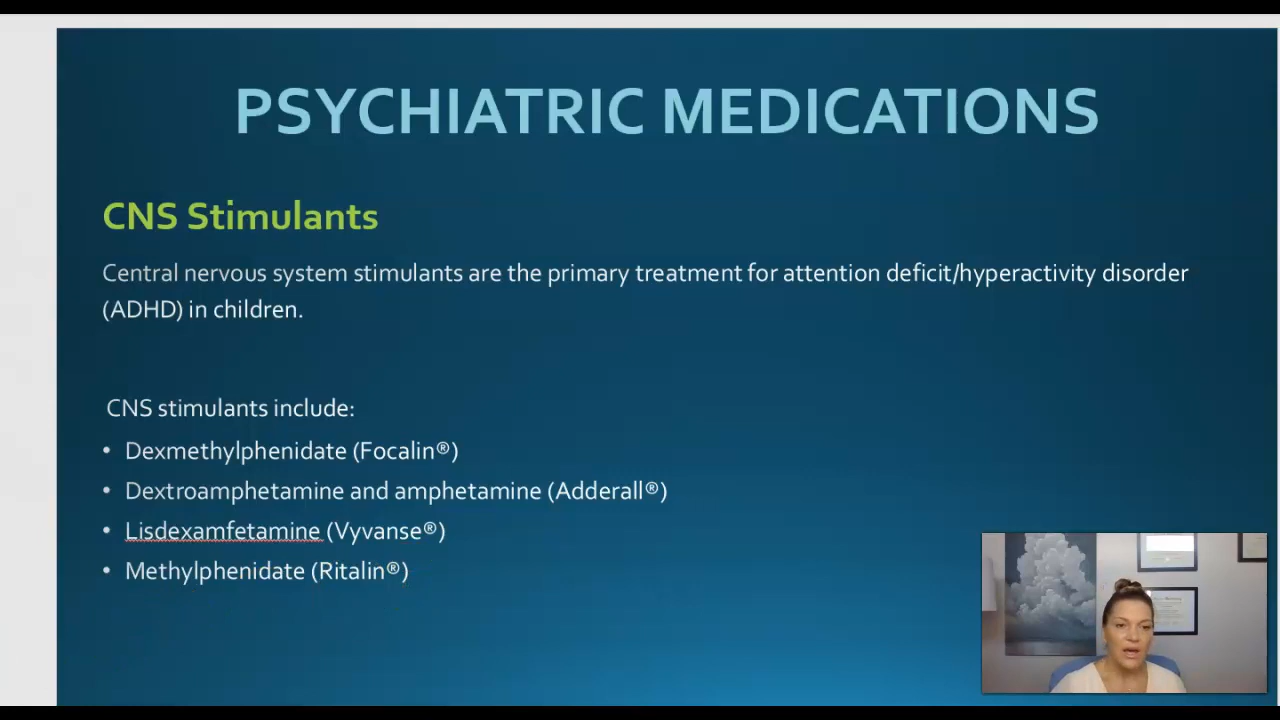 PSYCHIATRIC MEDICATIONS
CNS Stimulants
Central nervous system stimulants are the primary treatment for attention deficit/hyperactivity disorder
(ADHD) in children.
CNS stimulants include:
• Dexmethylphenidate (Focalin®)
• Dextroamphetamine and amphetamine (Adderall®)
• Lisdexamfetamine (Vyvanse®)
• Methylphenidate (Ritalin®)